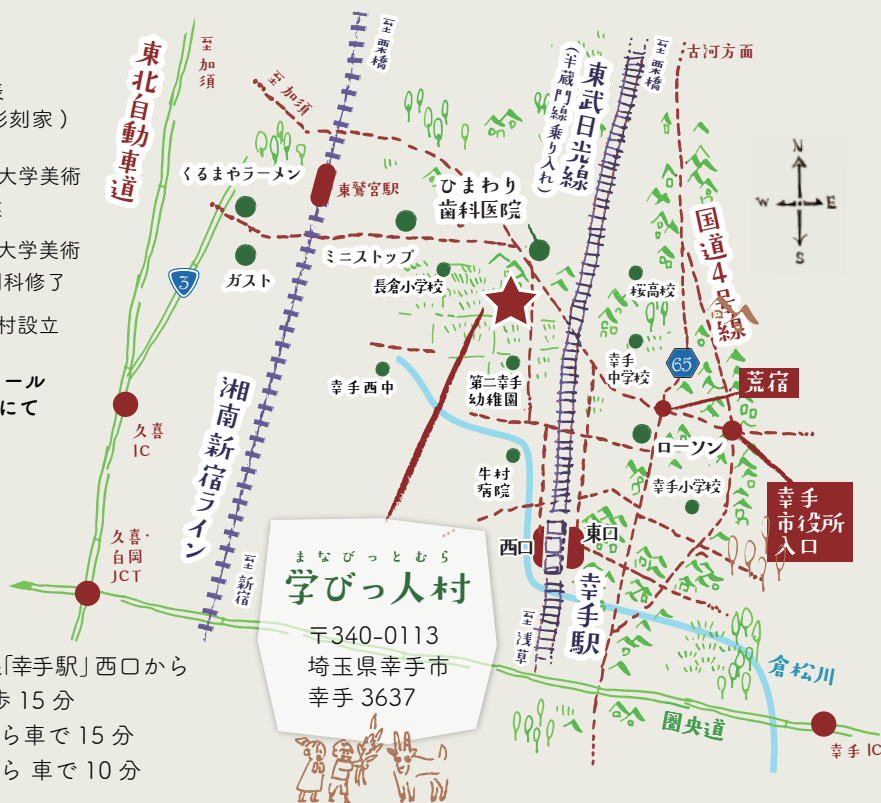 彫刻家）
大学美術
大学美術
科修了
村設立
ール
にて
東北自動車道
至 加須
至 加須
至 栗橋
くるまやラーメン
東鷲宮駅
ガスト
ミニストップ
3
ひまわり
歯科医院
長倉小学校
東武日光線
（半蔵門線乗り入れ）
至 栗橋
古河方面
N
W
E
S
国道4号線
桜高校
幸手
中学校
65
荒宿
ローソン
幸手小学校
幸手
市役所
入口
幸手西中
第二幸手
幼稚園
牛村
病院
湘南新宿ライン
至 新宿
久喜
IC
久喜・
白岡
JCT
西口
東口
幸手駅
至 浅草
まなびっとむら
学びっ人村
〒340-0113
埼玉県幸手市
幸手 3637
倉松川
圏央道
幸手 IC
「幸手駅」西口から
歩 15 分
ら車で 15 分
ら 車で 10 分